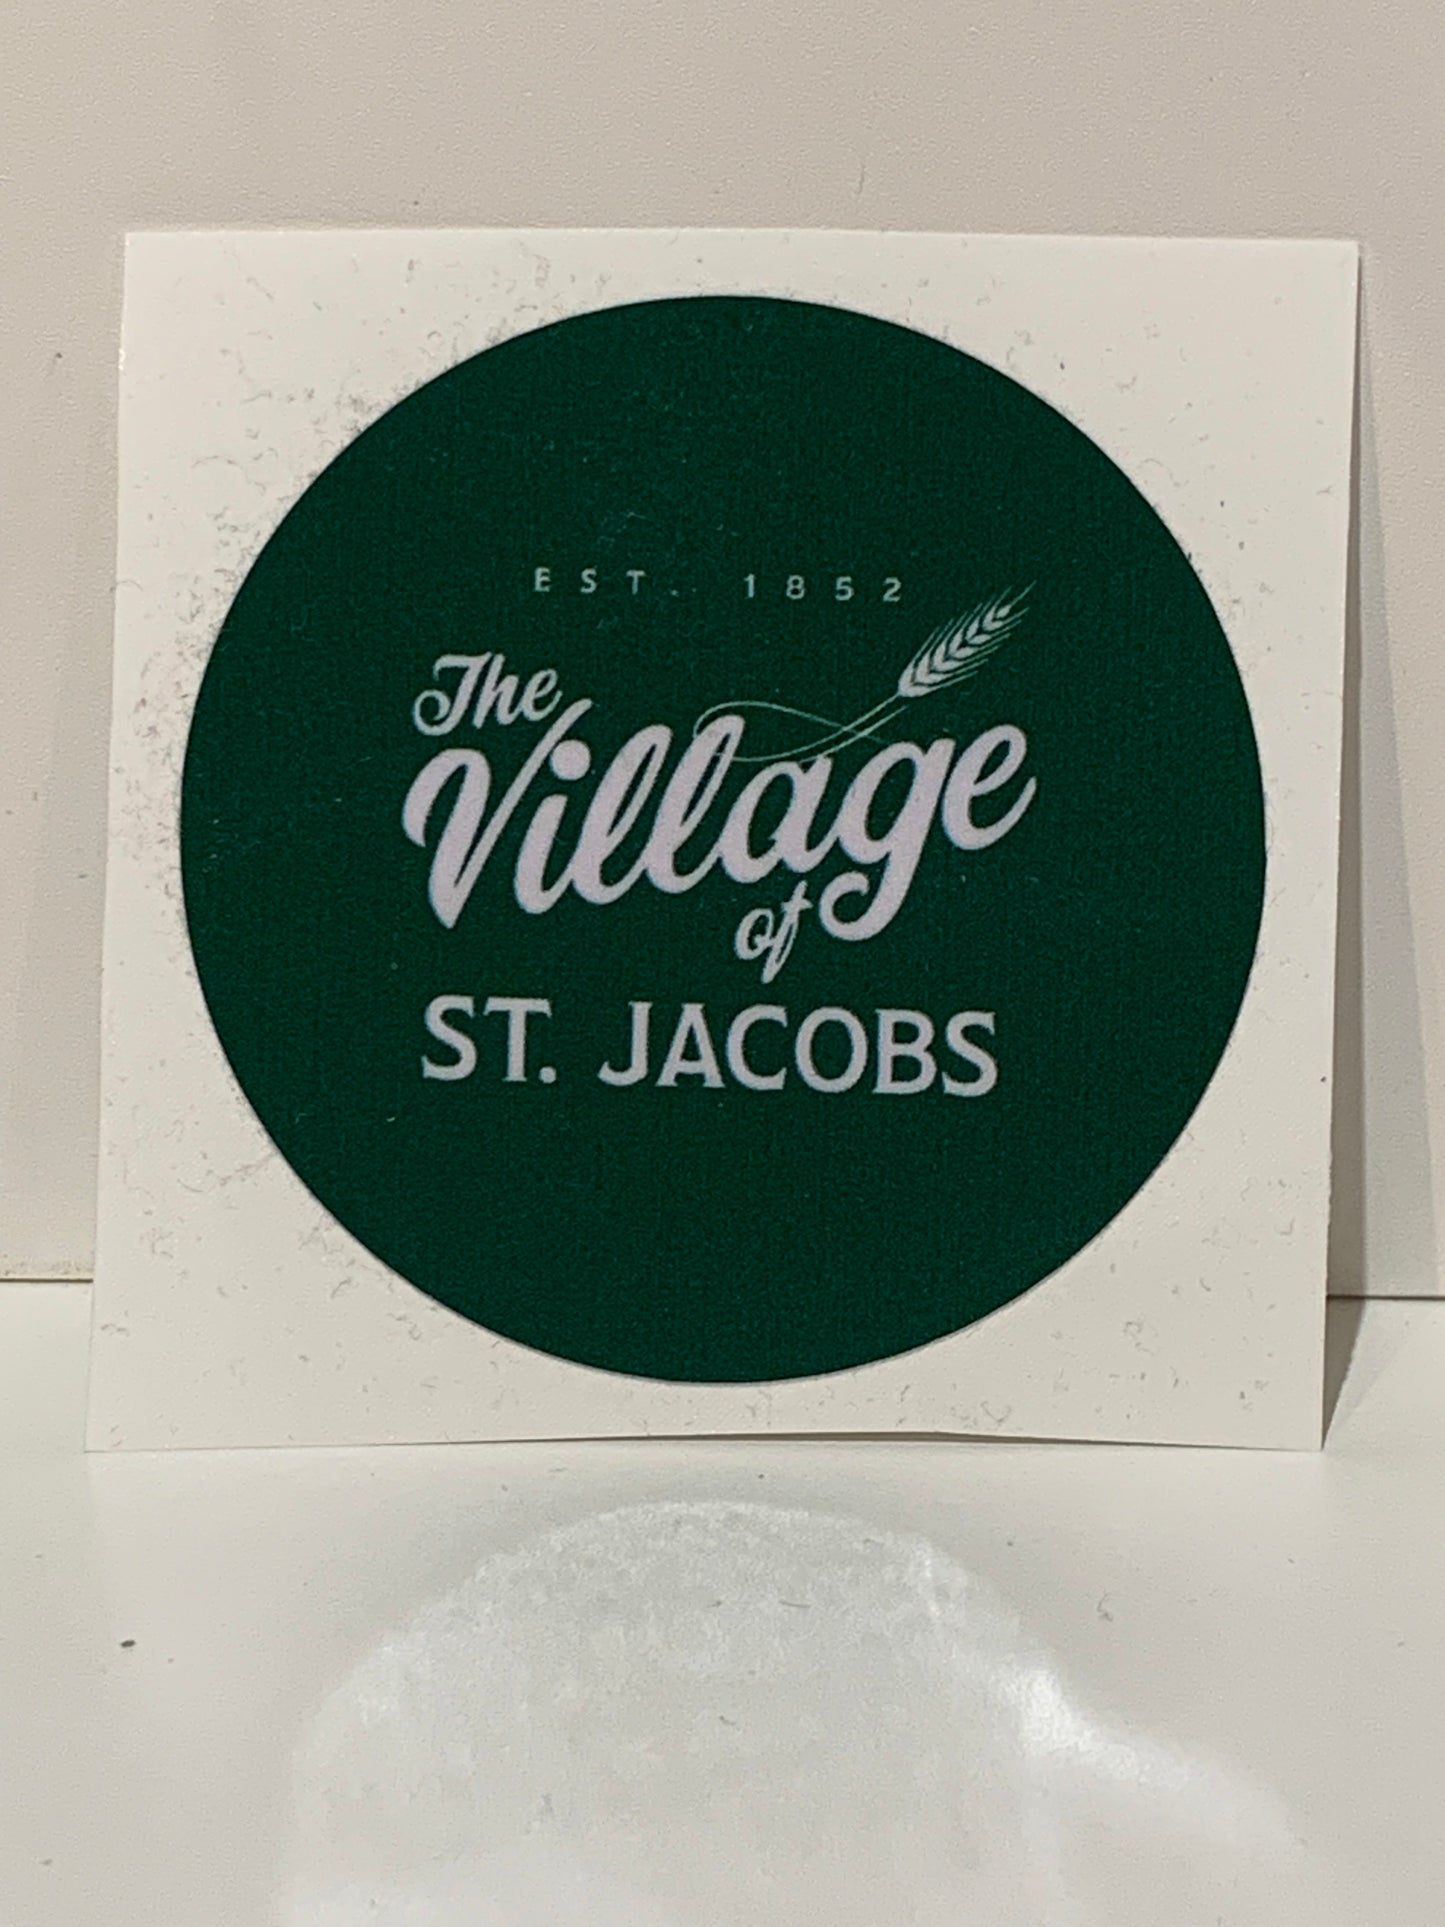 EST. 1852
The
Village
of
ST. JACOBS